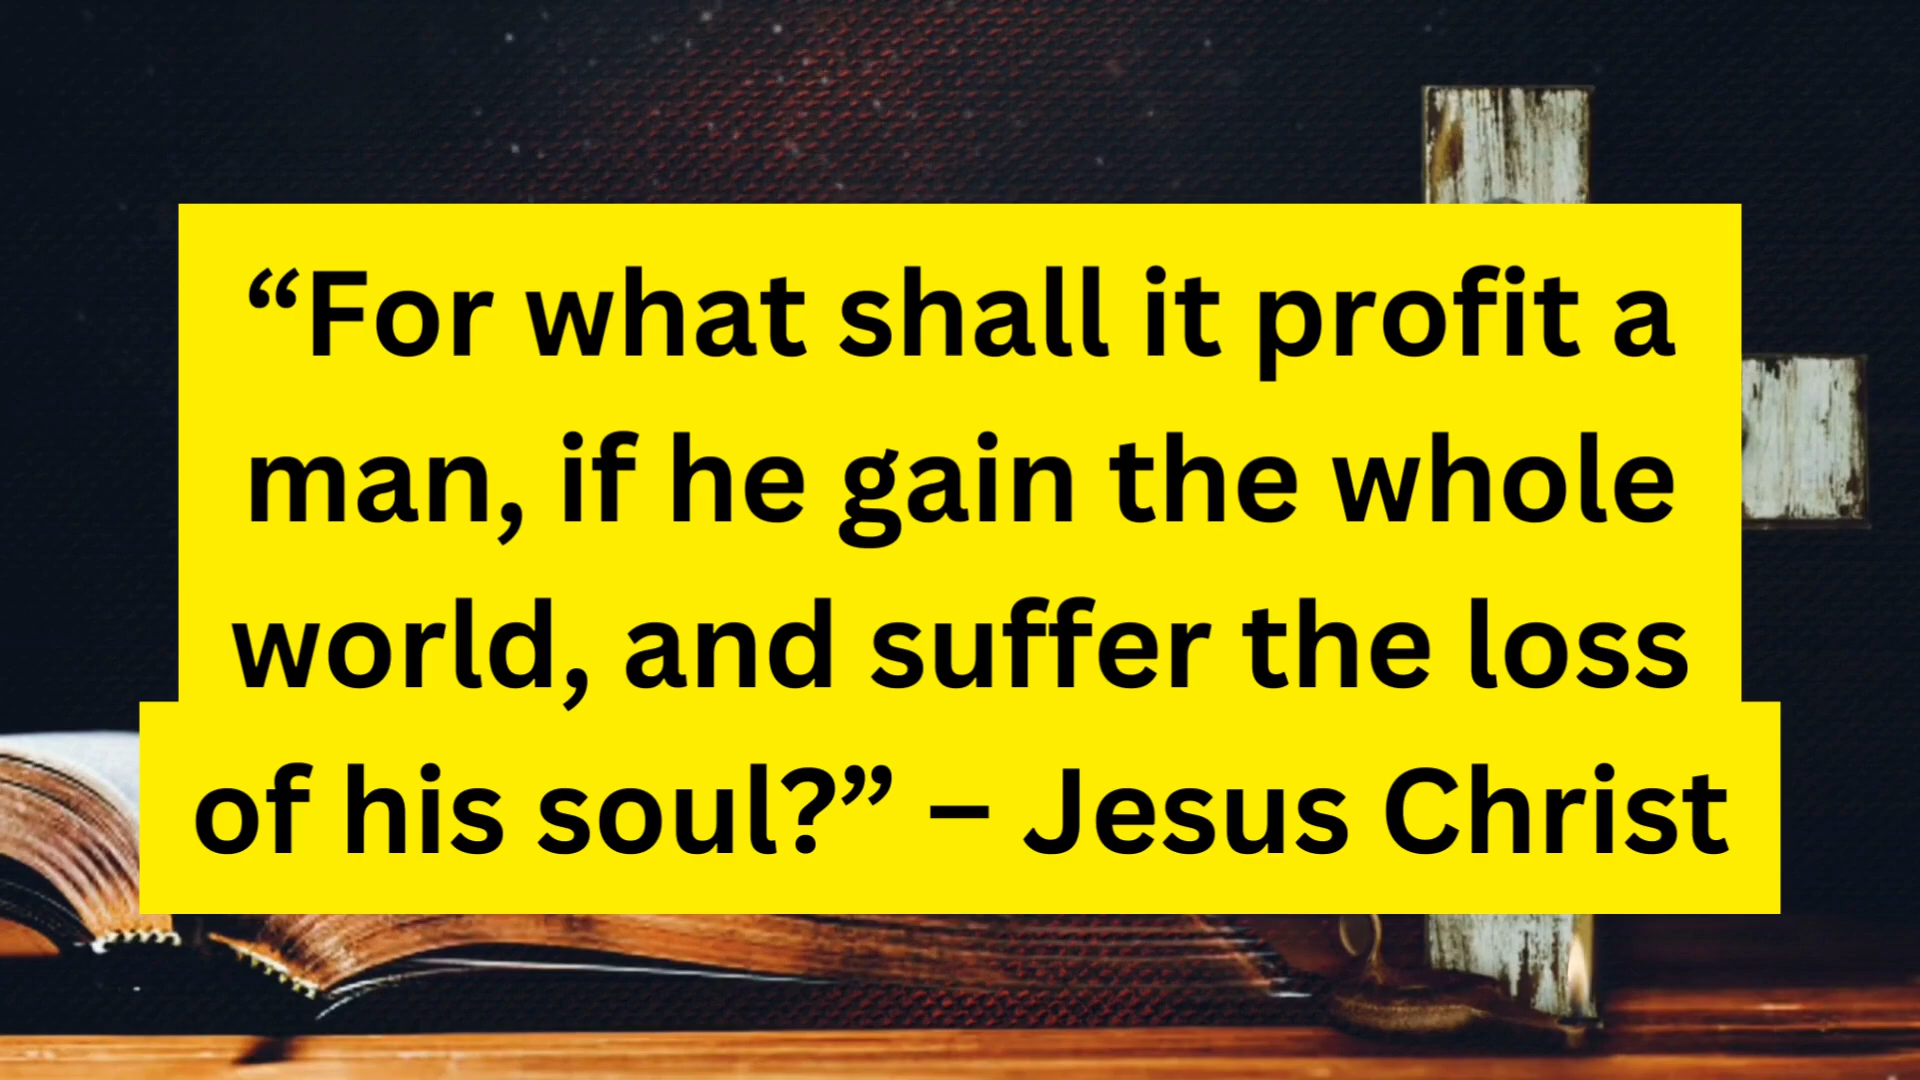 “For what shall it profit a
man, if he gain the whole
world, and suffer the loss
of his soul?” – Jesus Christ